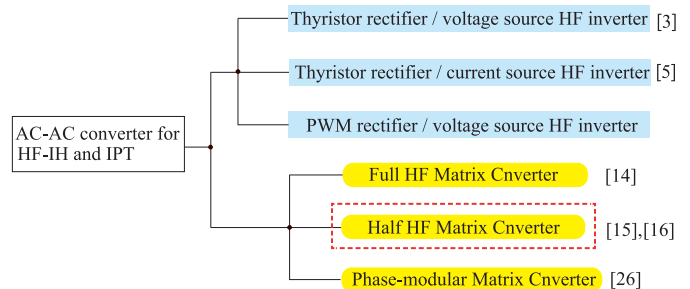 Thyristor rectifier / voltage source HF inverter [3]
Thyristor rectifier / current source HF inverter [5]
PWM rectifier / voltage source HF inverter
AC-AC converter for
HF-IH and IPT
Full HF Matrix Cnverter [14]
Half HF Matrix Cnverter [15],[16]
Phase-modular Matrix Cnverter [26]